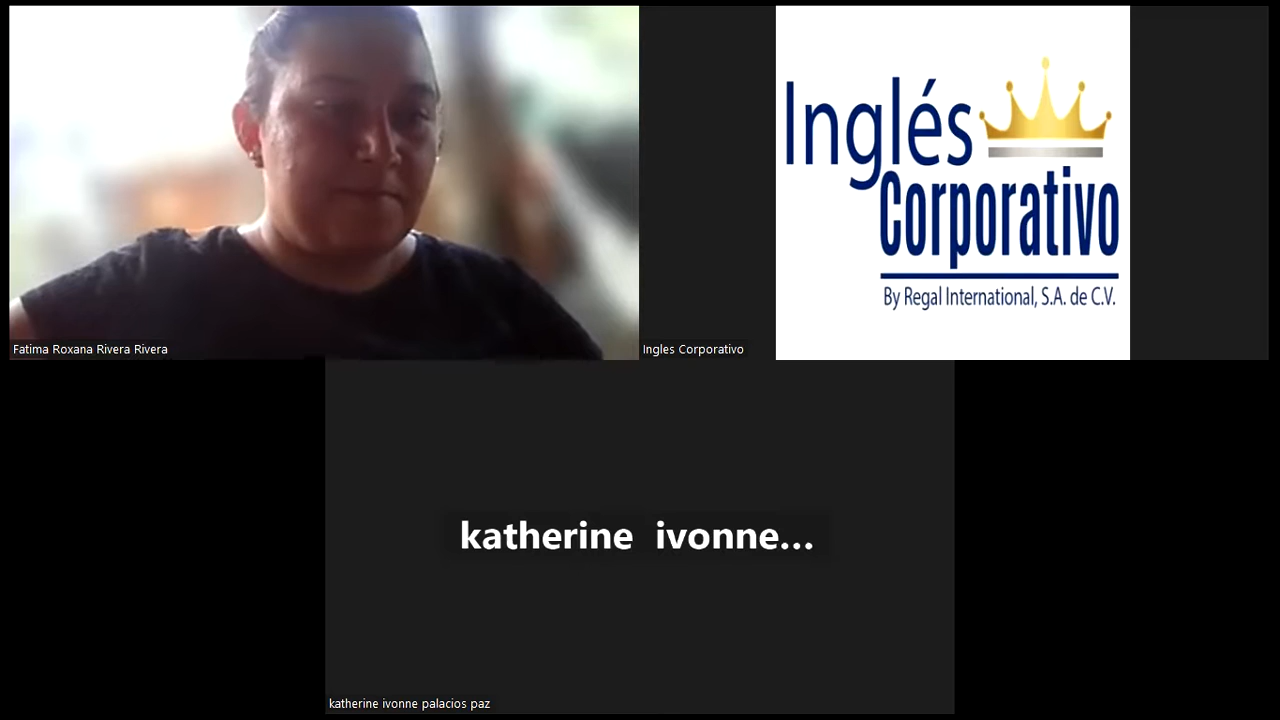 Inglés
Corporativo
By Regal International, S.A. de C.V.
Fatima Roxana Rivera Rivera
Ingles Corporativo
katherine ivonne...
katherine ivonne palacios paz